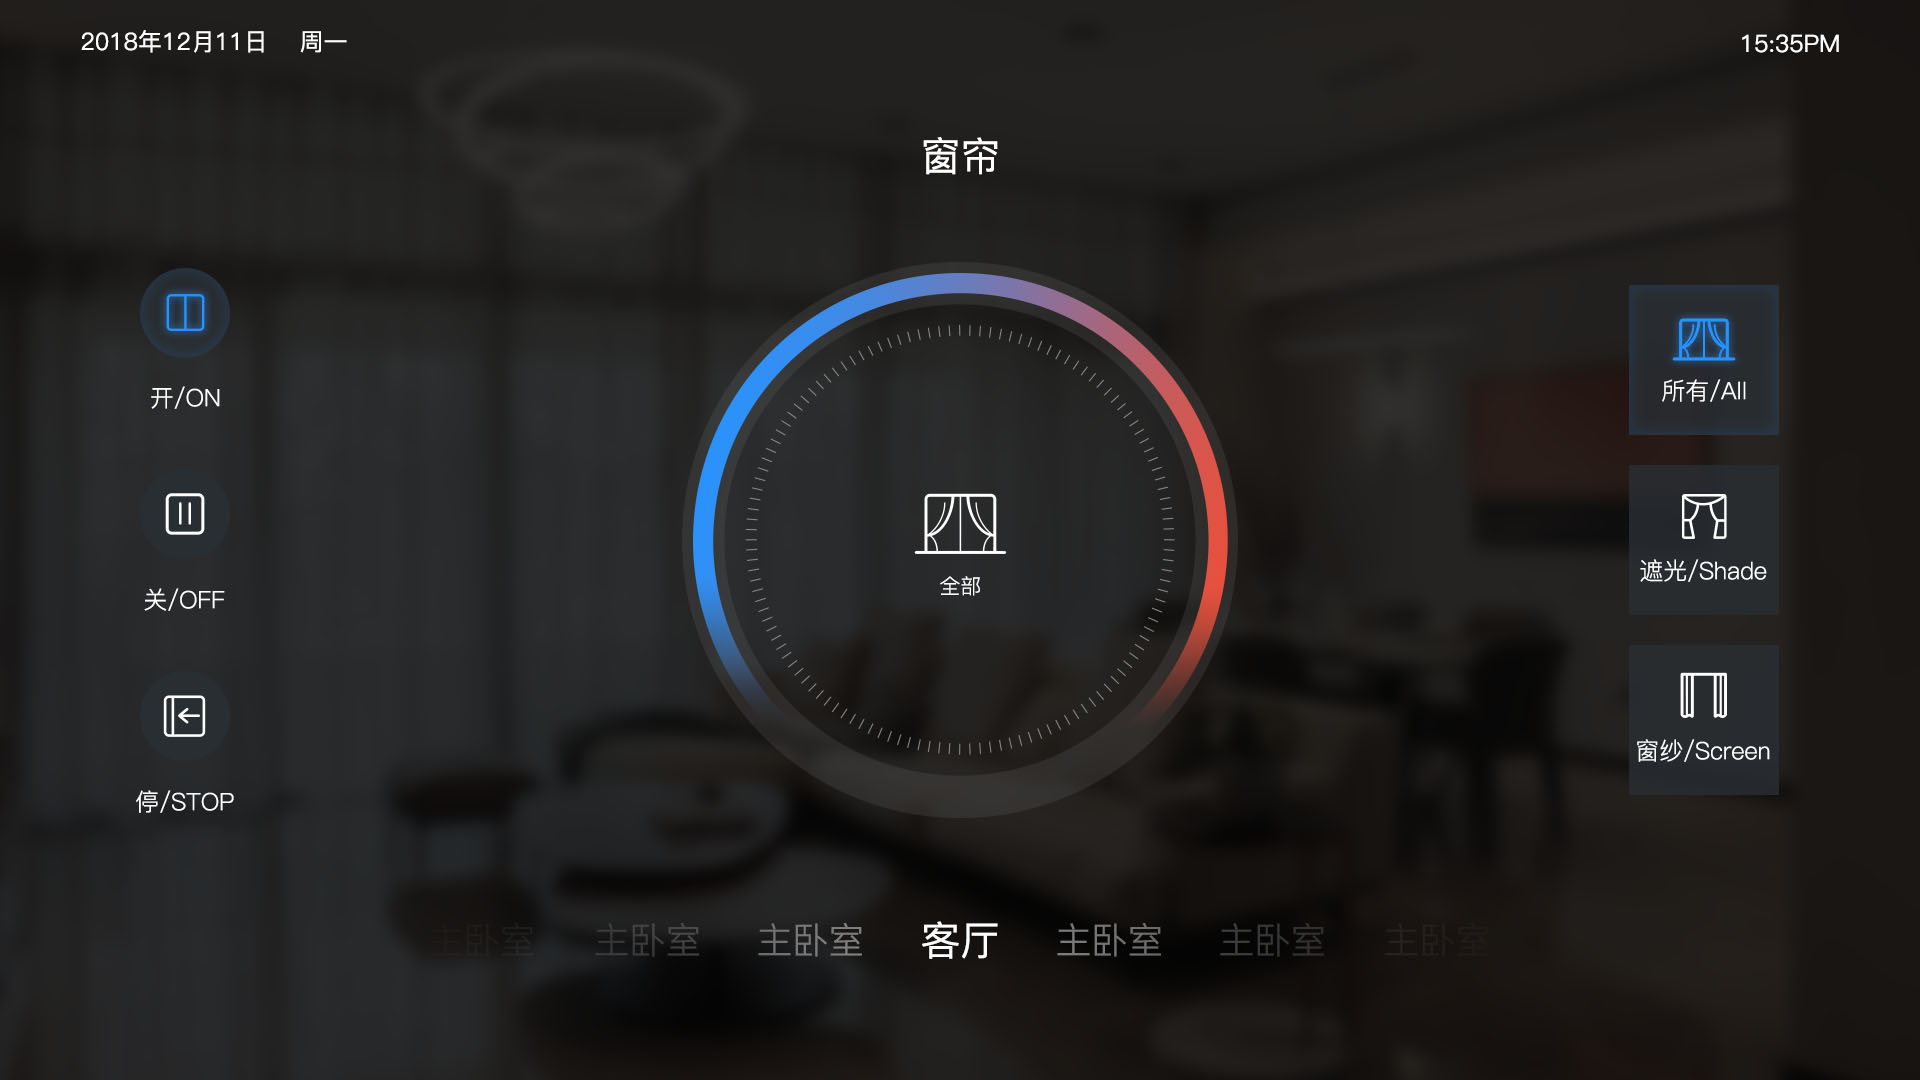 2018年12月11日 周一
15:35PM
窗帘
开/ON
关/OFF
停/STOP
全部
所有/All
遮光/Shade
窗纱/Screen
主卧室 主卧室 主卧室 客厅 主卧室 主卧室 主卧室